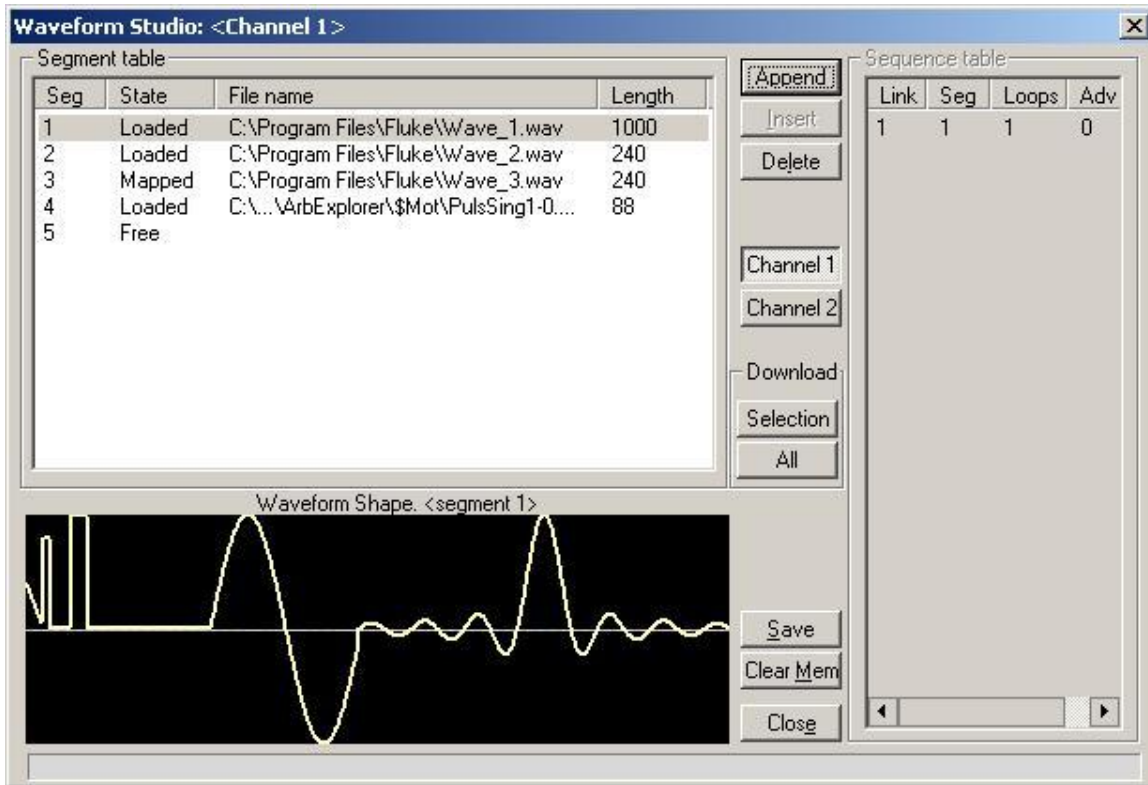 Waveform Studio: <Channel 1>
Segment table
Seg State File name Length
1 Loaded C:\Program Files\Fluke\Wave_1.wav 1000
2 Loaded C:\Program Files\Fluke\Wave_2.wav 240
3 Mapped C:\Program Files\Fluke\Wave_3.wav 240
4 Loaded C:\...\ArbExplorer\$Mot\PulsSing1-0.... 88
5 Free
Append
Insert
Delete
Channel 1
Channel 2
Download
Selection
All
Sequence table
Link Seg Loops Adv
1 1 1 0
Waveform Shape. <segment 1>
Save
Clear Mem
Close